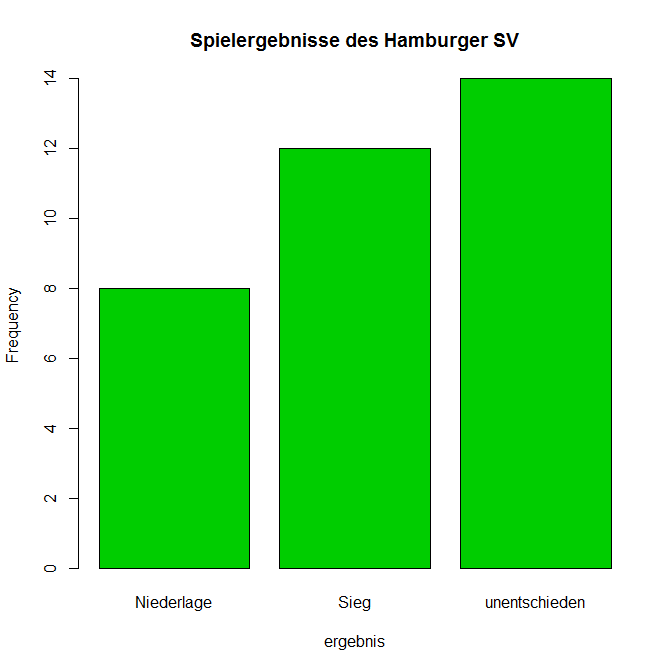 Spielergebnisse des Hamburger SV
Frequency
14
12
10
8
6
4
2
0
Niederlage
Sieg
unentschieden
ergebnis